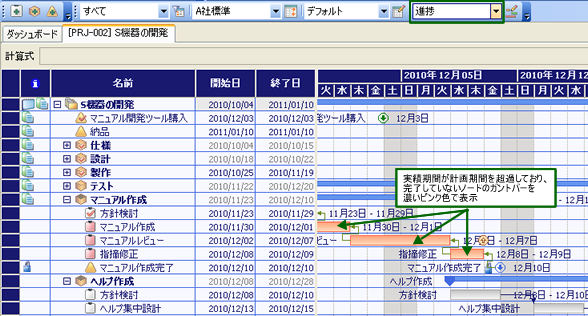 すべて A社標準 デフォルト 進捗
ダッシュボード [PRJ-002] S機器の開発
計算式
2010年12月05日 2010年12月12
名前 開始日 終了日 火 水 木 金 土 日 月 火 水 木 金 土 日 月
S機器の開発 2010/10/04 2011/01/10
マニュアル開発ツール購入 2010/12/03 2010/12/03 発ツール購入 12月3日
納品 2011/01/10 2011/01/10
仕様 2010/10/04 2010/10/15
設計 2010/10/18 2010/10/22
製作 2010/10/25 2010/11/19
テスト 2010/11/22 2010/12/20
マニュアル作成 2010/11/23 2010/12/10
方針検討 2010/11/23 2010/11/29 11月23日 - 11月29日
マニュアル作成 2010/11/30 2010/12/01 11月30日 - 12月1日
マニュアルレビュー 2010/12/02 2010/12/07 ビュー 日 - 12月7日
指摘修正 2010/12/08 2010/12/09 指摘修正 12月8日 - 12月9日
マニュアル作成完了 2010/12/10 2010/12/10 マニュアル作成完了 12月10日
ヘルプ作成 2010/12/08 2010/12/28 ヘルプ作成
方針検討 2010/12/08 2010/12/10 方針検討 12月10
ヘルプ集中設計 2010/12/13 2010/12/15 ヘルプ集中設計
実績期間が計画期間を超過しており、
完了していないノードのガントバーを
濃いピンク色で表示